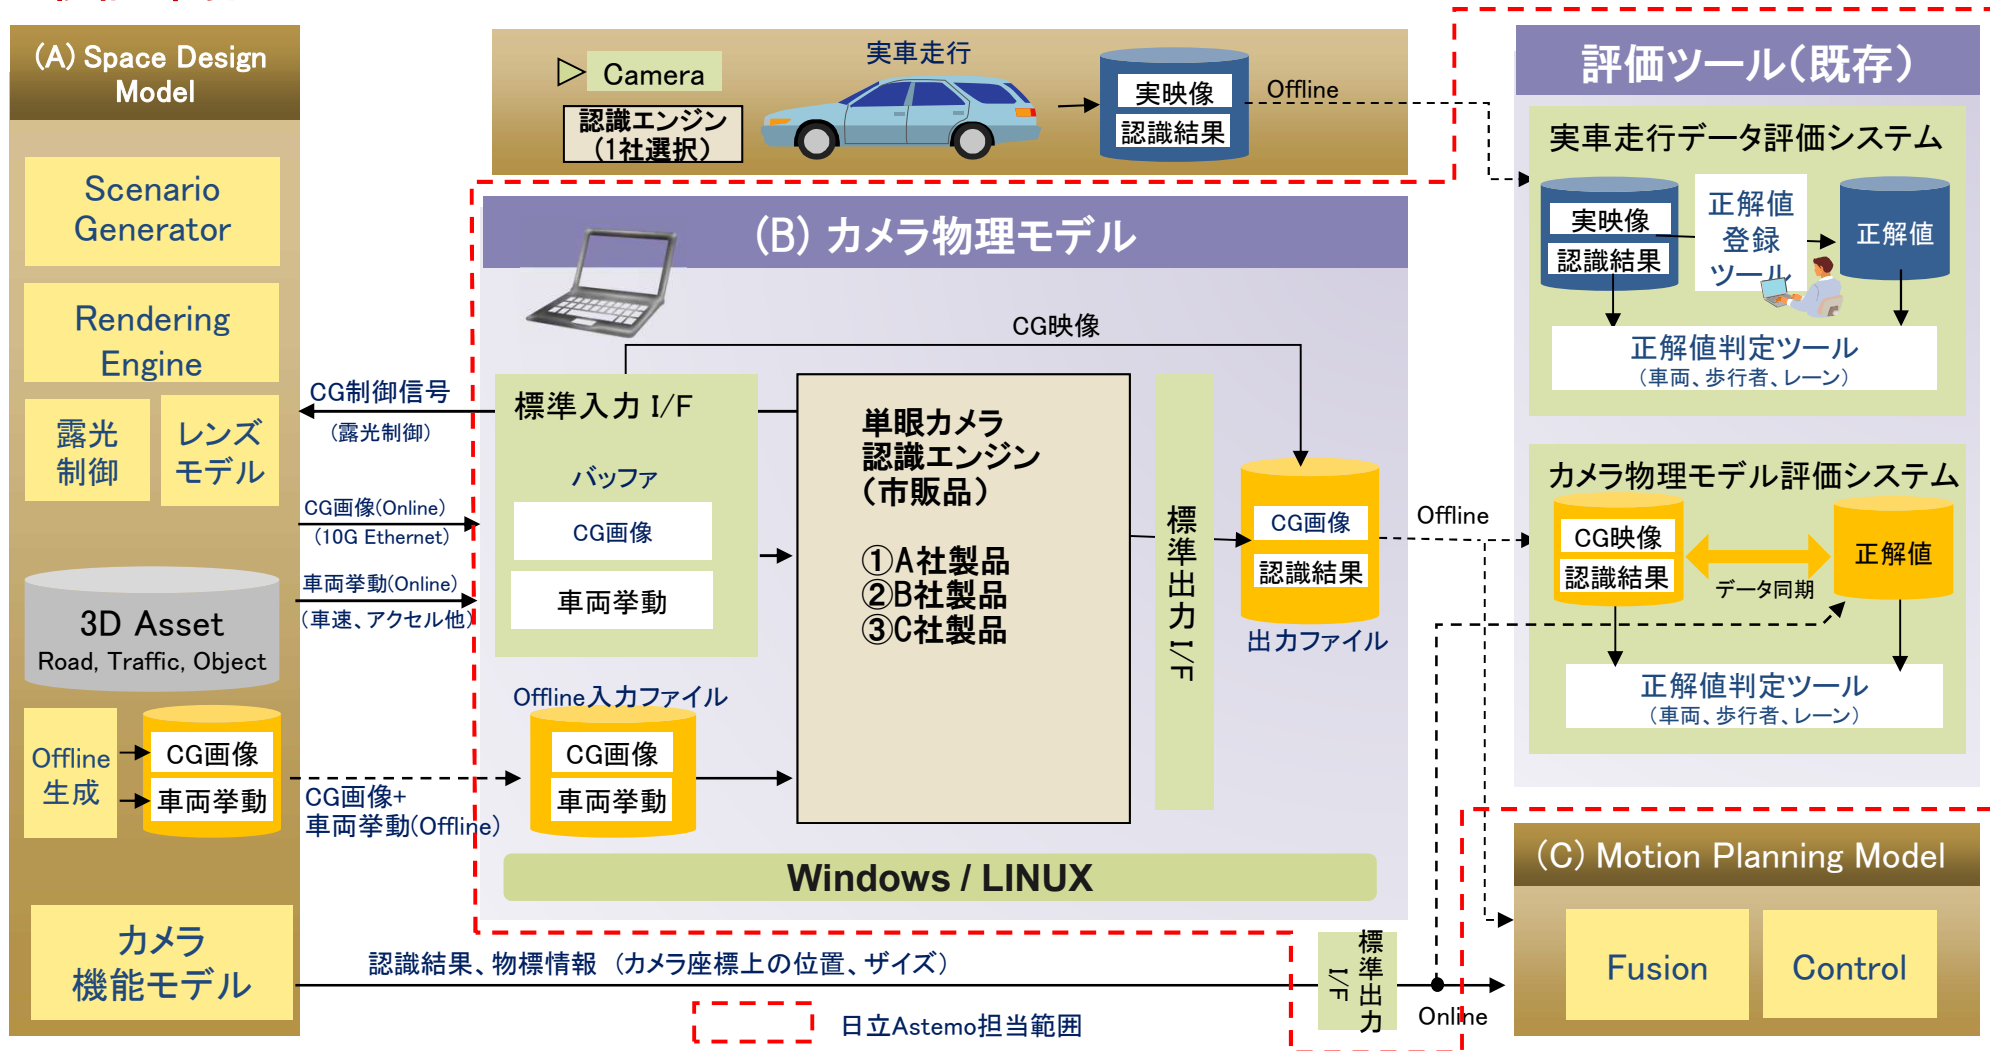 (A) Space Design
Model
Scenario
Generator
Rendering
Engine
露光
制御
レンズ
モデル
3D Asset
Road, Traffic, Object
Offline
生成
CG画像
車両挙動
カメラ
機能モデル
CG制御信号
(露光制御)
CG画像(Online)
(10G Ethernet)
車両挙動(Online)
(車速、アクセル他)
CG画像+
車両挙動(Offline)
Camera
認識エンジン
(1社選択)
実車走行
実映像
認識結果
Offline
(B) カメラ物理モデル
CG映像
標準入力 I/F
バッファ
CG画像
車両挙動
Offline入力ファイル
CG画像
車両挙動
単眼カメラ
認識エンジン
(市販品)
①A社製品
②B社製品
③C社製品
標準出力 I/F
CG画像
認識結果
出力ファイル
Windows / LINUX
Offline
評価ツール(既存)
実車走行データ評価システム
実映像
認識結果
正解値
登録
ツール
正解値
正解値判定ツール
(車両、歩行者、レーン)
カメラ物理モデル評価システム
CG映像
認識結果
データ同期
正解値
正解値判定ツール
(車両、歩行者、レーン)
(C) Motion Planning Model
Fusion
Control
認識結果、物標情報 (カメラ座標上の位置、ザイズ)
標準出力
I/F
Online
日立Astemo担当範囲